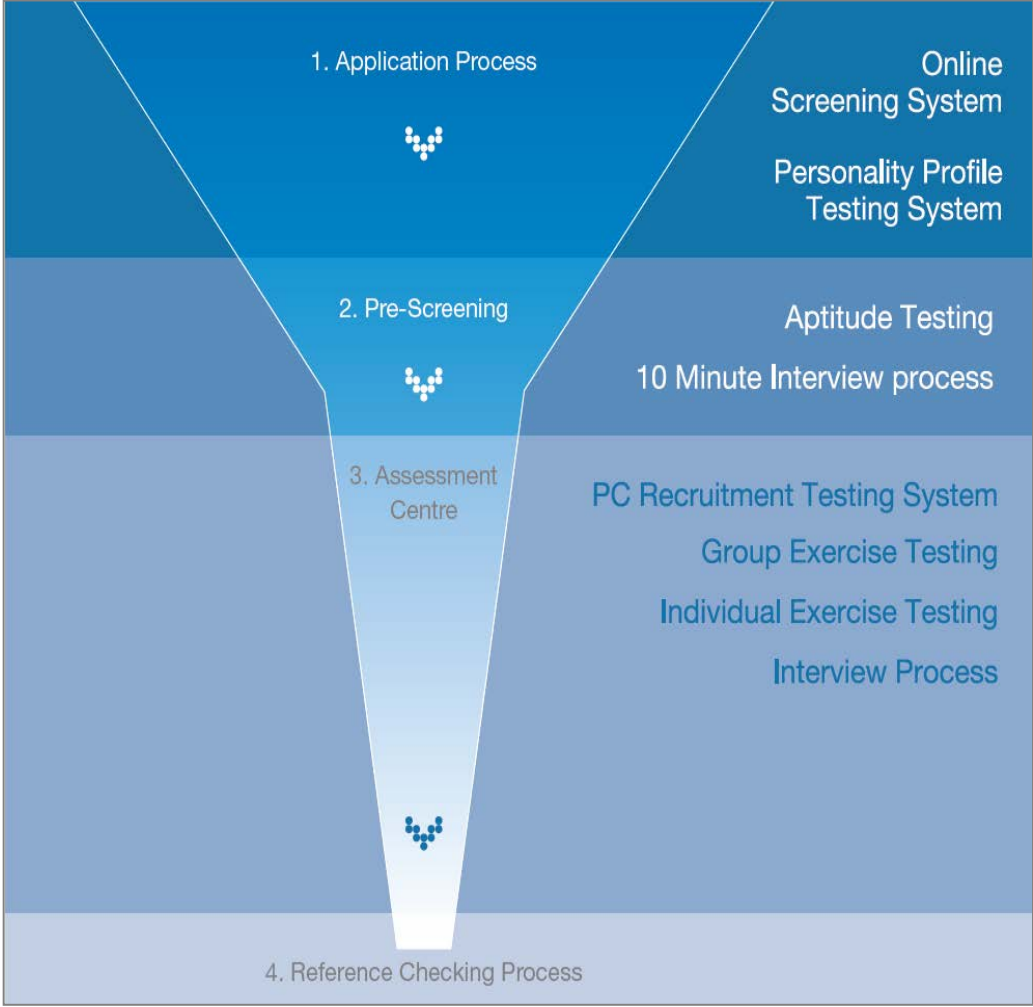 1. Application Process
Online
Screening System
Personality Profile
Testing System
2. Pre-Screening
Aptitude Testing
10 Minute Interview process
3. Assessment
Centre
PC Recruitment Testing System
Group Exercise Testing
Individual Exercise Testing
Interview Process
4. Reference Checking Process